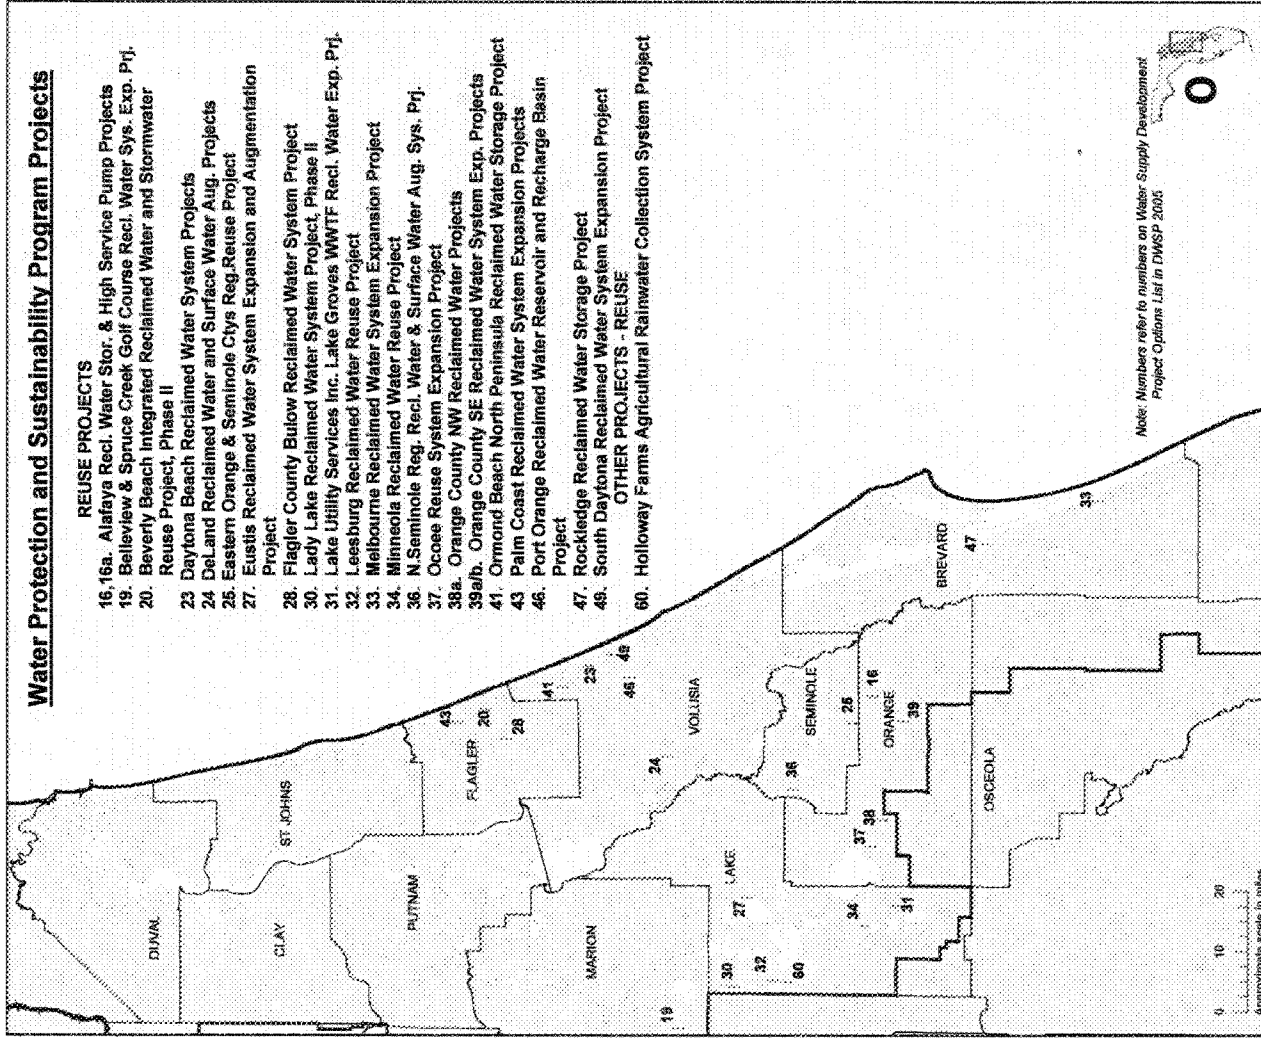 Water Protection and Sustainability Program Projects
REUSE PROJECTS
16,16a. Alafaya Recl. Water Stor. & High Service Pump Projects
19. Belleview & Spruce Creek Golf Course Recl. Water Sys. Exp. Prj.
20. Beverly Beach Integrated Reclaimed Water and Stormwater
Reuse Project, Phase II
23 Daytona Beach Reclaimed Water System Projects
24 DeLand Reclaimed Water and Surface Water Aug. Projects
25. Eastern Orange & Seminole Ctys Reg.Reuse Project
27. Eustis Reclaimed Water System Expansion and Augmentation
Project
28. Flagler County Bulow Reclaimed Water System Project
30. Lady Lake Reclaimed Water System Project, Phase II
31. Lake Utility Services Inc. Lake Groves WWTF Recl. Water Exp. Prj.
32. Leesburg Reclaimed Water Reuse Project
33. Melbourne Reclaimed Water System Expansion Project
34. Minneola Reclaimed Water Reuse Project
36. N.Seminole Reg. Recl. Water & Surface Water Aug. Sys. Prj.
37. Ocoee Reuse System Expansion Project
38a. Orange County NW Reclaimed Water Projects
39a/b. Orange County SE Reclaimed Water System Exp. Projects
41. Ormond Beach North Peninsula Reclaimed Water Storage Project
43 Palm Coast Reclaimed Water System Expansion Projects
46. Port Orange Reclaimed Water Reservoir and Recharge Basin
Project
47. Rockledge Reclaimed Water Storage Project
49. South Daytona Reclaimed Water System Expansion Project
OTHER PROJECTS - REUSE
60. Holloway Farms Agricultural Rainwater Collection System Project
DUVAL
ST JOHNS
CLAY
PUTNAM
FLAGLER
43
20
28
41
23
49
46
MARION
VOLUSIA
24
19
LAKE
27
30
32
60
36
SEMINOLE
25
16
ORANGE
39
34
37
38
31
OSCEOLA
BREVARD
47
33
Note: Numbers refer to numbers on Water Supply Development
Project Options List in DWSP 2005
O
0 10 20
Approximate scale in miles